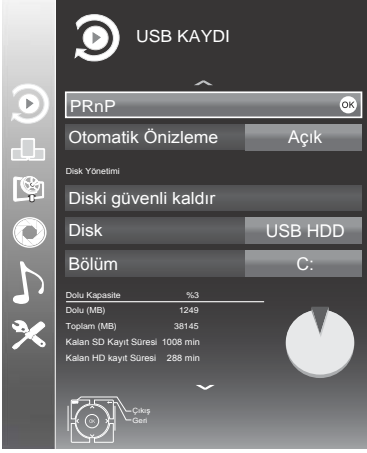 USB KAYDI
PRnP OK
Otomatik Önizleme Açık
Disk Yönetimi
Diski güvenli kaldır
Disk USB HDD
Bölüm C:
Dolu Kapasite %3
Dolu (MB) 1249
Toplam (MB) 38145
Kalan SD Kayıt Süresi 1008 min
Kalan HD kayıt Süresi 288 min
Çıkış
OK Geri